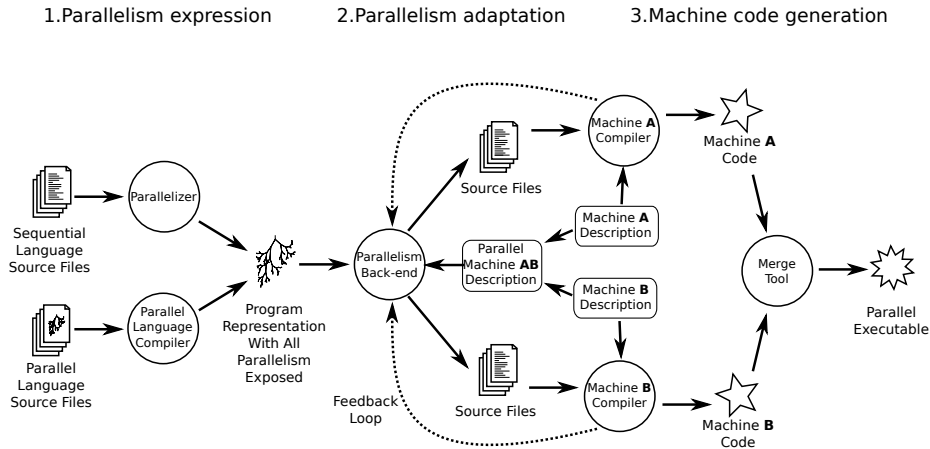 1.Parallelism expression
2.Parallelism adaptation
3.Machine code generation
Sequential
Language
Source Files
Parallelizer
Parallel
Language
Source Files
Parallel
Language
Compiler
Program
Representation
With All
Parallelism
Exposed
Parallelism
Back-end
Feedback
Loop
Source Files
Source Files
Parallel
Machine AB
Description
Machine A
Compiler
Machine A
Description
Machine B
Description
Machine B
Compiler
Machine A
Code
Machine B
Code
Merge
Tool
Parallel
Executable